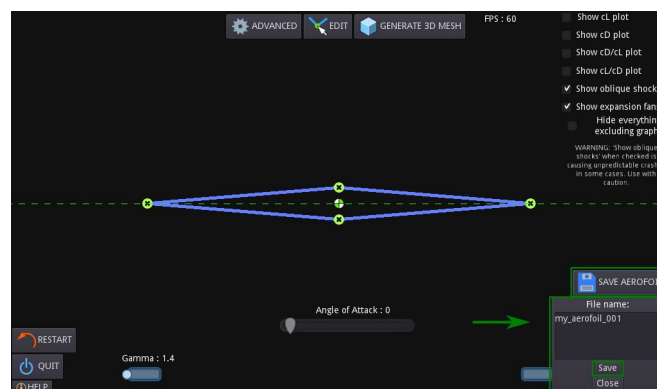 ADVANCED
EDIT
GENERATE 3D MESH
FPS : 60
Show cL plot
Show cD plot
Show cD/cL plot
Show cL/cD plot
Show oblique shock
Show expansion fan
Hide everythin
excluding graph
WARNING: 'Show oblique
shocks' when checked is
causing unpredictable crash
in some cases. Use with
caution.
SAVE AEROFOI
File name:
my_aerofoil_001
Save
Close
Angle of Attack : 0
Gamma : 1.4
RESTART
QUIT
HELP